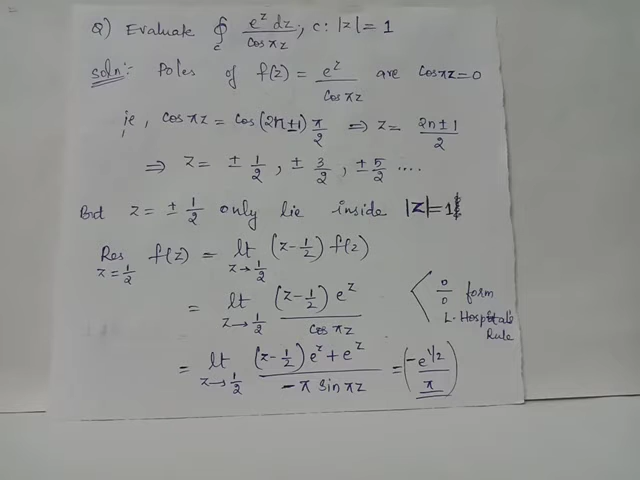 Q) Evaluate ∮_c e^z dz / cos πz, c: |z| = 1
Soln:- Poles of f(z) = e^z / cos πz are cos πz = 0
ie, cos πz = cos (2n±1) π/2 ⇒ z = 2n±1 / 2
⇒ z = ± 1/2, ± 3/2, ± 5/2 ....
But z = ± 1/2 only lie inside |z| = 1
Res_{z=1/2} f(z) = lt_{z→1/2} (z-1/2) f(z)
= lt_{z→1/2} (z-1/2) e^z / cos πz
0/0 form
L-Hospital's
Rule
= lt_{z→1/2} (z-1/2) e^z + e^z / -π sin πz = (-e^{1/2} / π)